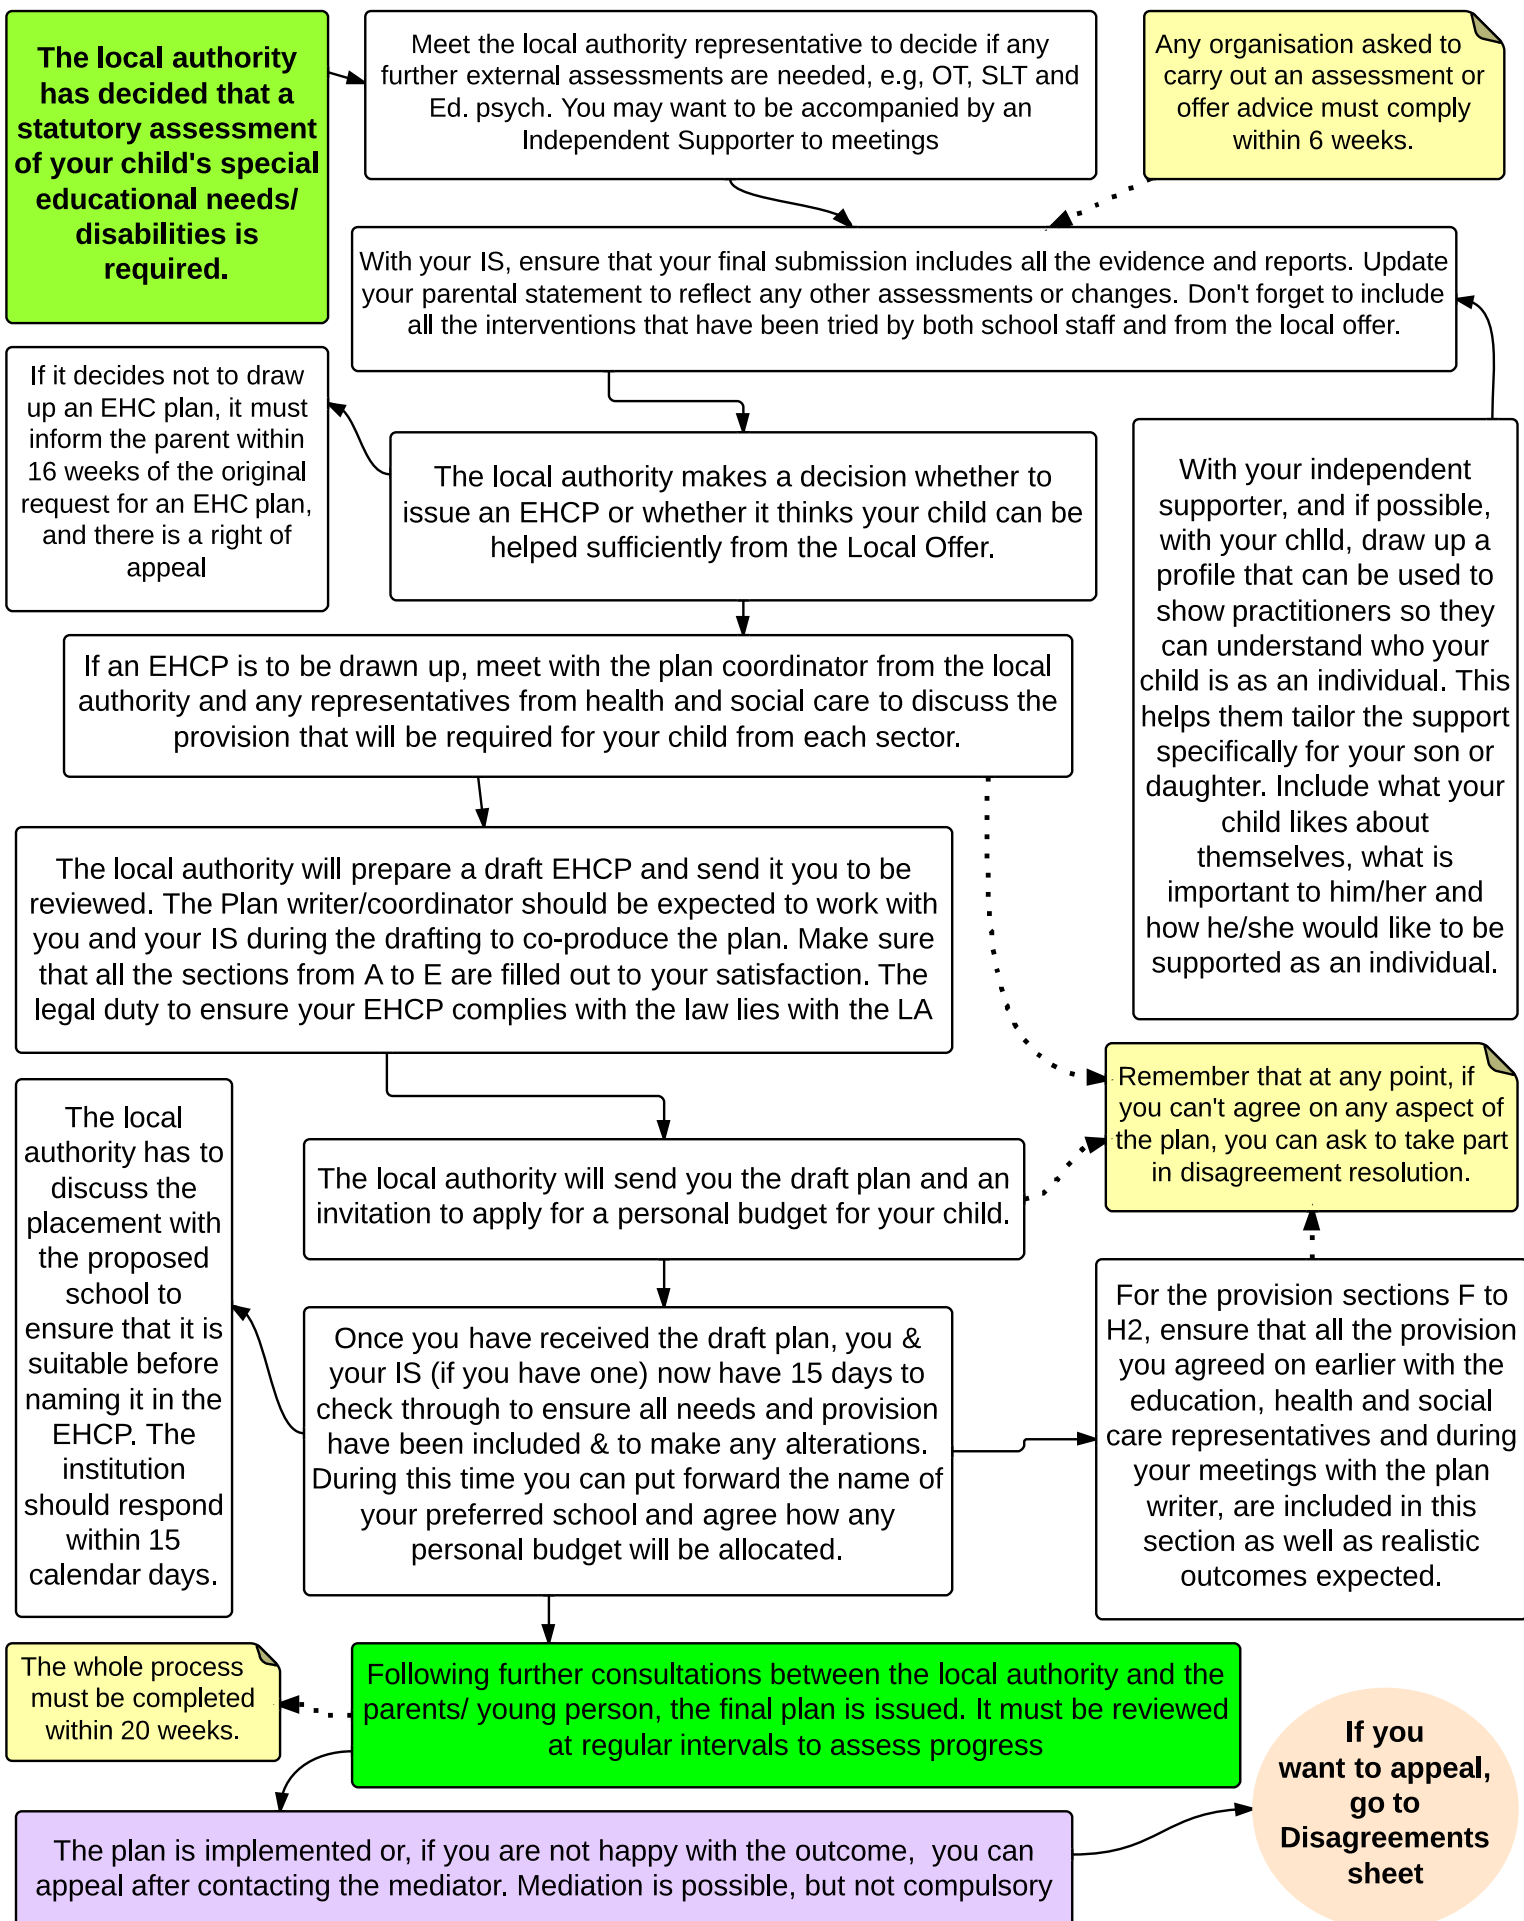 The local authority
has decided that a
statutory assessment
of your child's special
educational needs/
disabilities is
required.
Meet the local authority representative to decide if any
further external assessments are needed, e.g, OT, SLT and
Ed. psych. You may want to be accompanied by an
Independent Supporter to meetings
Any organisation asked to
carry out an assessment or
offer advice must comply
within 6 weeks.
With your IS, ensure that your final submission includes all the evidence and reports. Update
your parental statement to reflect any other assessments or changes. Don't forget to include
all the interventions that have been tried by both school staff and from the local offer.
If it decides not to draw
up an EHC plan, it must
inform the parent within
16 weeks of the original
request for an EHC plan,
and there is a right of
appeal
The local authority makes a decision whether to
issue an EHCP or whether it thinks your child can be
helped sufficiently from the Local Offer.
With your independent
supporter, and if possible,
with your chlld, draw up a
profile that can be used to
show practitioners so they
can understand who your
child is as an individual. This
helps them tailor the support
specifically for your son or
daughter. Include what your
child likes about
themselves, what is
important to him/her and
how he/she would like to be
supported as an individual.
If an EHCP is to be drawn up, meet with the plan coordinator from the local
authority and any representatives from health and social care to discuss the
provision that will be required for your child from each sector.
The local authority will prepare a draft EHCP and send it you to be
reviewed. The Plan writer/coordinator should be expected to work with
you and your IS during the drafting to co-produce the plan. Make sure
that all the sections from A to E are filled out to your satisfaction. The
legal duty to ensure your EHCP complies with the law lies with the LA
Remember that at any point, if
you can't agree on any aspect of
the plan, you can ask to take part
in disagreement resolution.
The local
authority has to
discuss the
placement with
the proposed
school to
ensure that it is
suitable before
naming it in the
EHCP. The
institution
should respond
within 15
calendar days.
The local authority will send you the draft plan and an
invitation to apply for a personal budget for your child.
Once you have received the draft plan, you &
your IS (if you have one) now have 15 days to
check through to ensure all needs and provision
have been included & to make any alterations.
During this time you can put forward the name of
your preferred school and agree how any
personal budget will be allocated.
For the provision sections F to
H2, ensure that all the provision
you agreed on earlier with the
education, health and social
care representatives and during
your meetings with the plan
writer, are included in this
section as well as realistic
outcomes expected.
The whole process
must be completed
within 20 weeks.
Following further consultations between the local authority and the
parents/ young person, the final plan is issued. It must be reviewed
at regular intervals to assess progress
If you
want to appeal,
go to
Disagreements
sheet
The plan is implemented or, if you are not happy with the outcome,  you can
appeal after contacting the mediator. Mediation is possible, but not compulsory